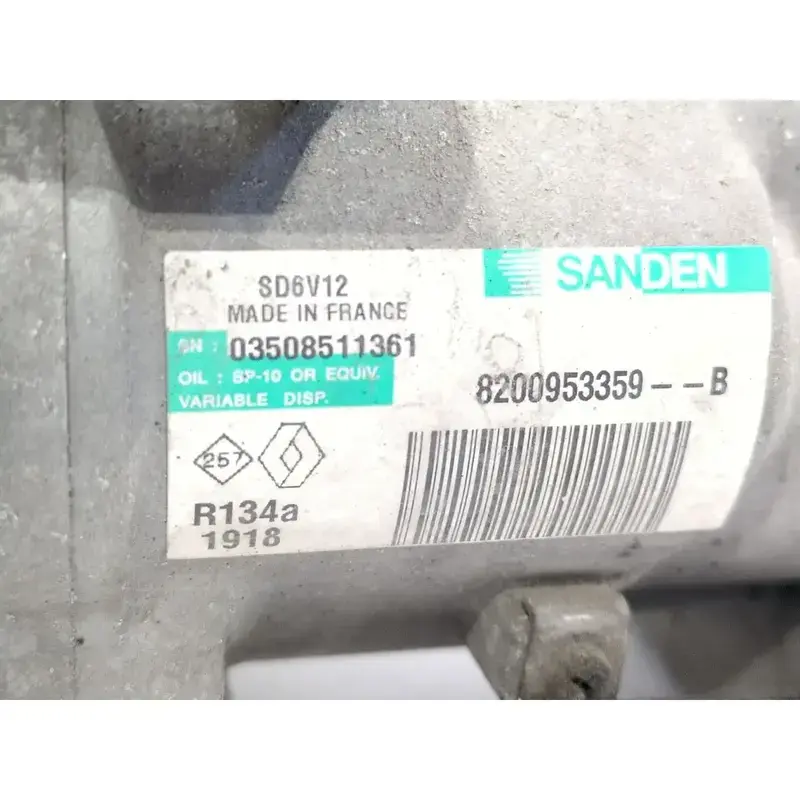 SANDEN
SD6V12
MADE IN FRANCE
SN : 03508511361
OIL : SP-10 OR EQUIV.
VARIABLE DISP.
8200953359--B
257
R134a
1918